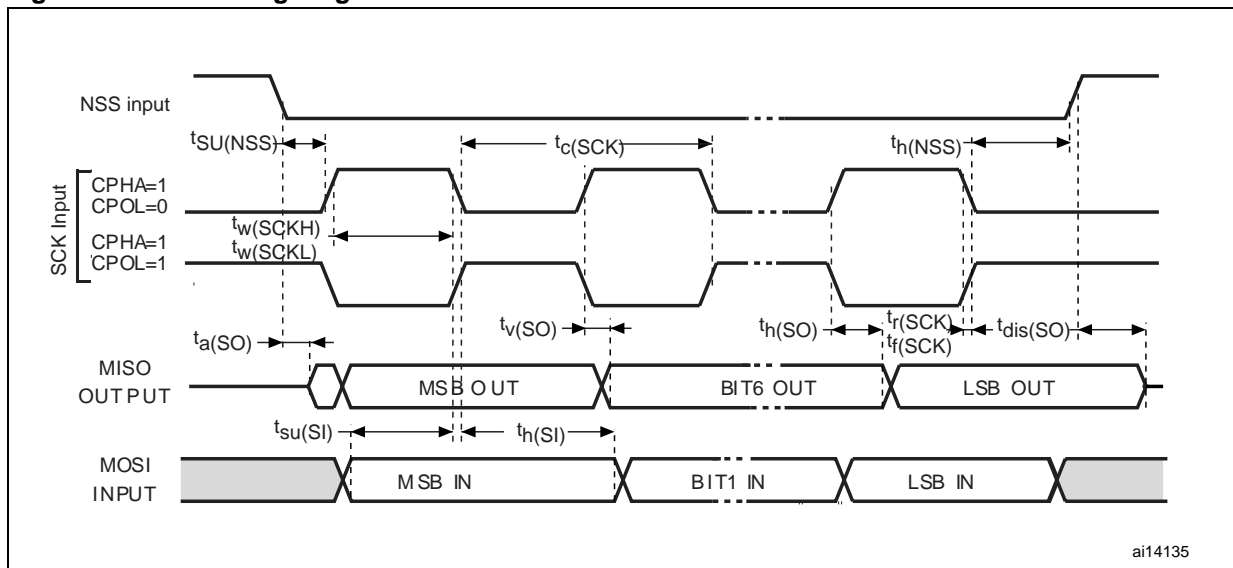 NSS input
tSU(NSS)
tc(SCK)
th(NSS)
SCK Input
CPHA=1
CPOL=0
tw(SCKH)
tw(SCKL)
CPHA=1
CPOL=1
ta(SO)
tv(SO)
th(SO)
tr(SCK)
tf(SCK)
tdis(SO)
MISO
OUTPUT
MSB OUT
BIT6 OUT
LSB OUT
tsu(SI)
th(SI)
MOSI
INPUT
MSB IN
BIT1 IN
LSB IN
ai14135